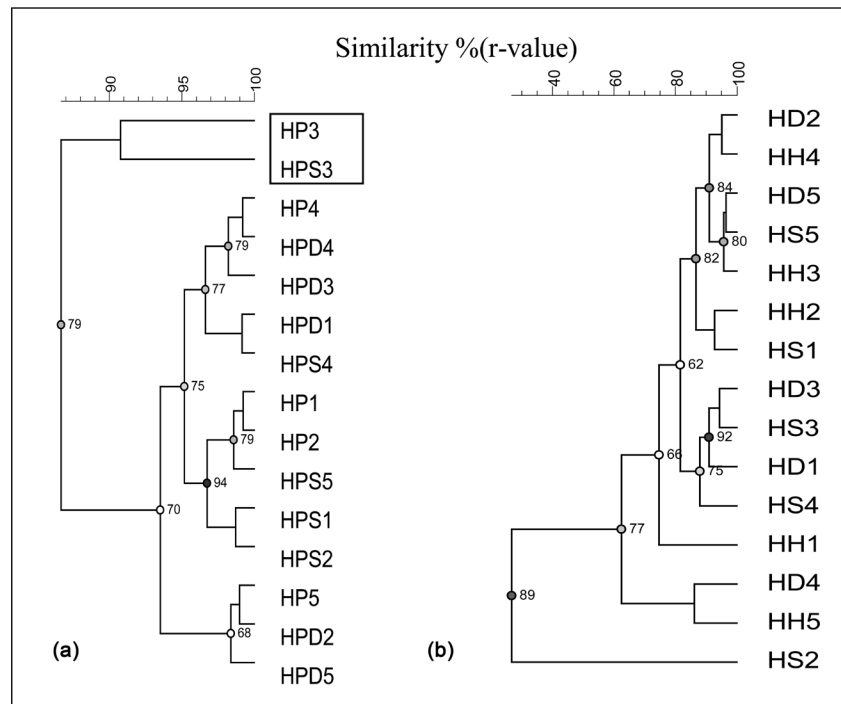 Similarity %(r-value)
90
95
100
HP3
HPS3
HP4
HPD4
79
HPD3
77
HPD1
79
HPS4
75
HP1
HP2
79
HPS5
94
HPS1
70
HPS2
HP5
HPD2
68
HPD5
(a)
40
60
80
100
HD2
HH4
84
HD5
HS5
80
HH3
82
HH2
HS1
62
HD3
HS3
92
HD1
66
75
HS4
HH1
77
HD4
89
HH5
HS2
(b)